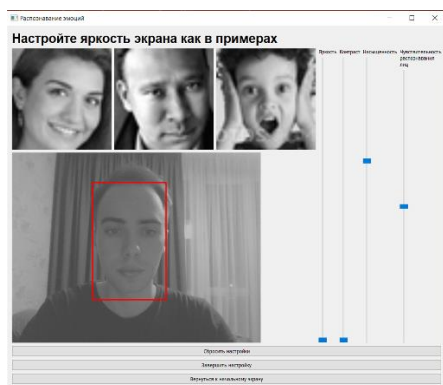 Распознавание эмоций
Настройте яркость экрана как в примерах
Яркость Контраст Насыщенность Чувствительность
распознавания
лиц
Сбросить настройки
Завершить настройку
Вернуться к начальному экрану